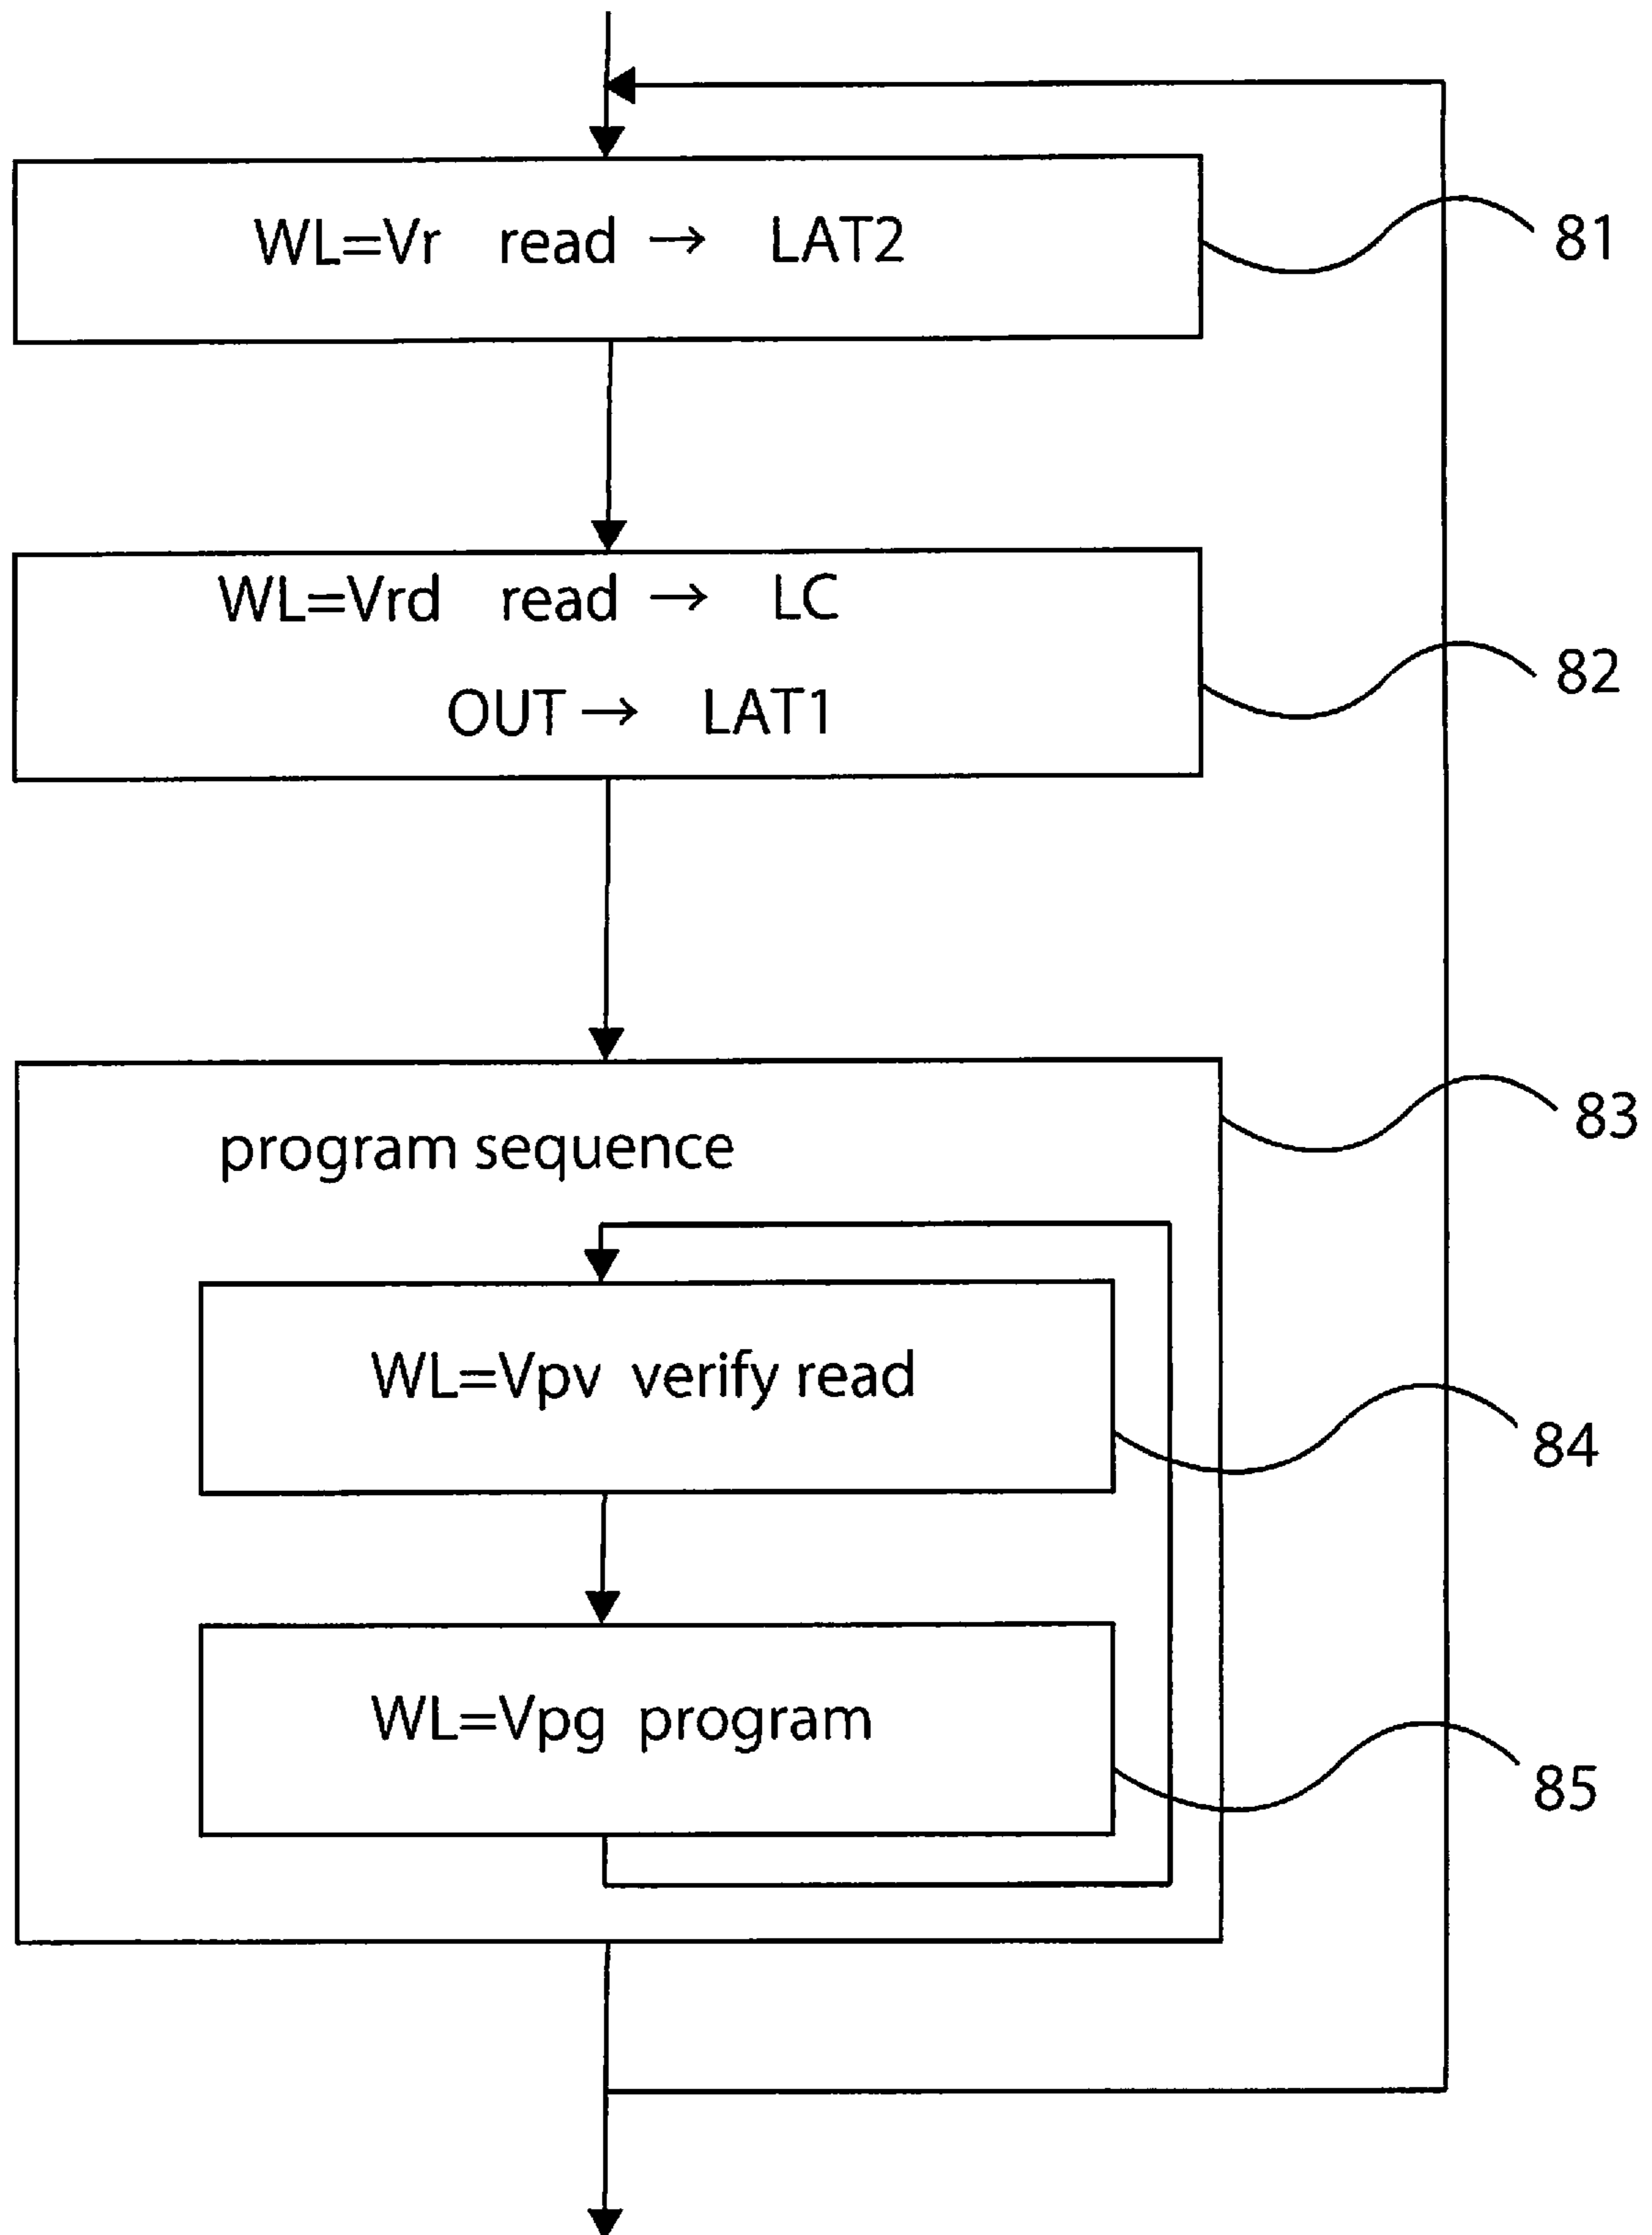 WL=Vr read → LAT2
81
WL=Vrd read → LC
OUT → LAT1
82
83
program sequence
WL=Vpv verify read
84
WL=Vpg program
85